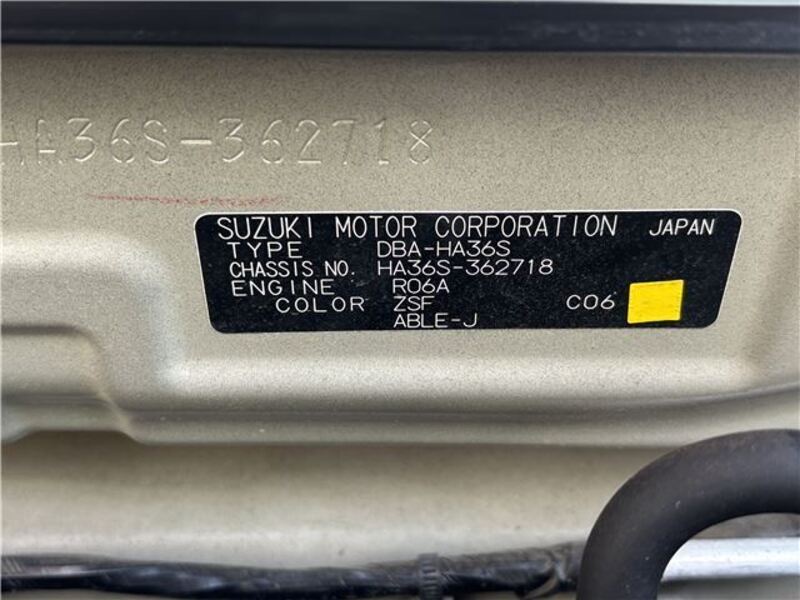 HA36S-362718
SUZUKI MOTOR CORPORATION JAPAN
TYPE DBA-HA36S
CHASSIS NO. HA36S-362718
ENGINE R06A
COLOR ZSF C06
ABLE-J